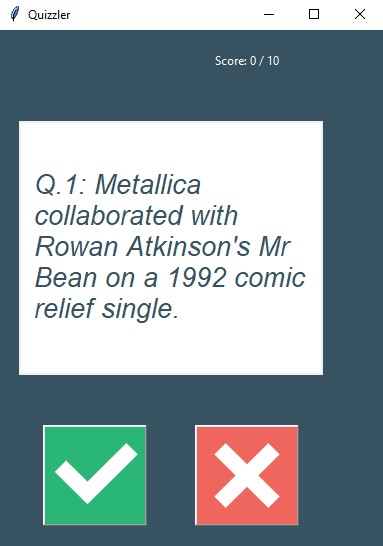 Quizzler
Score: 0 / 10
Q.1: Metallica
collaborated with
Rowan Atkinson's Mr
Bean on a 1992 comic
relief single.